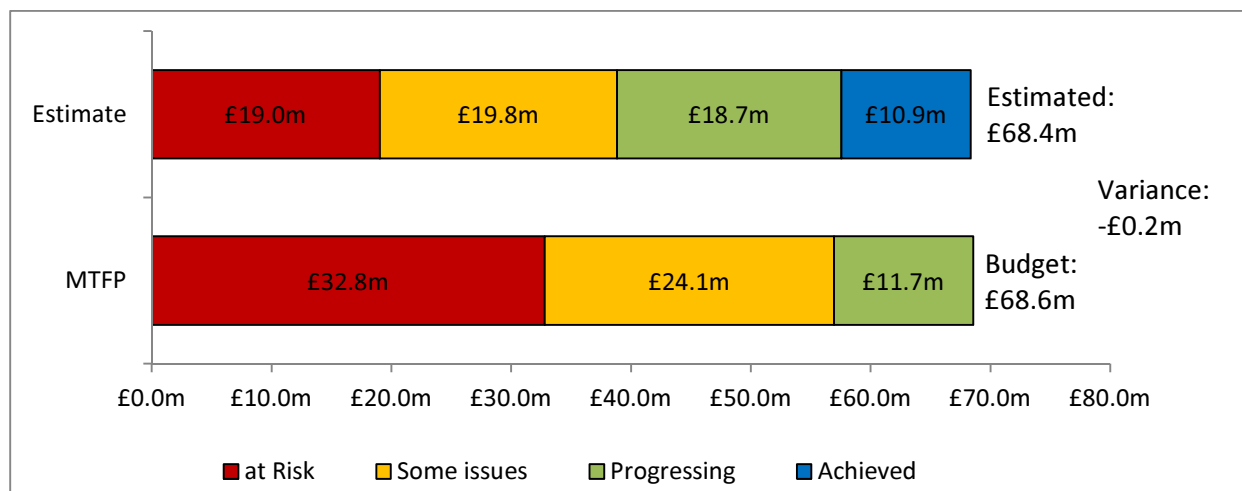 Estimate
£19.0m
£19.8m
£18.7m
£10.9m
Estimated:
£68.4m
Variance:
-£0.2m
MTFP
£32.8m
£24.1m
£11.7m
Budget:
£68.6m
£0.0m £10.0m £20.0m £30.0m £40.0m £50.0m £60.0m £70.0m £80.0m
at Risk Some issues Progressing Achieved